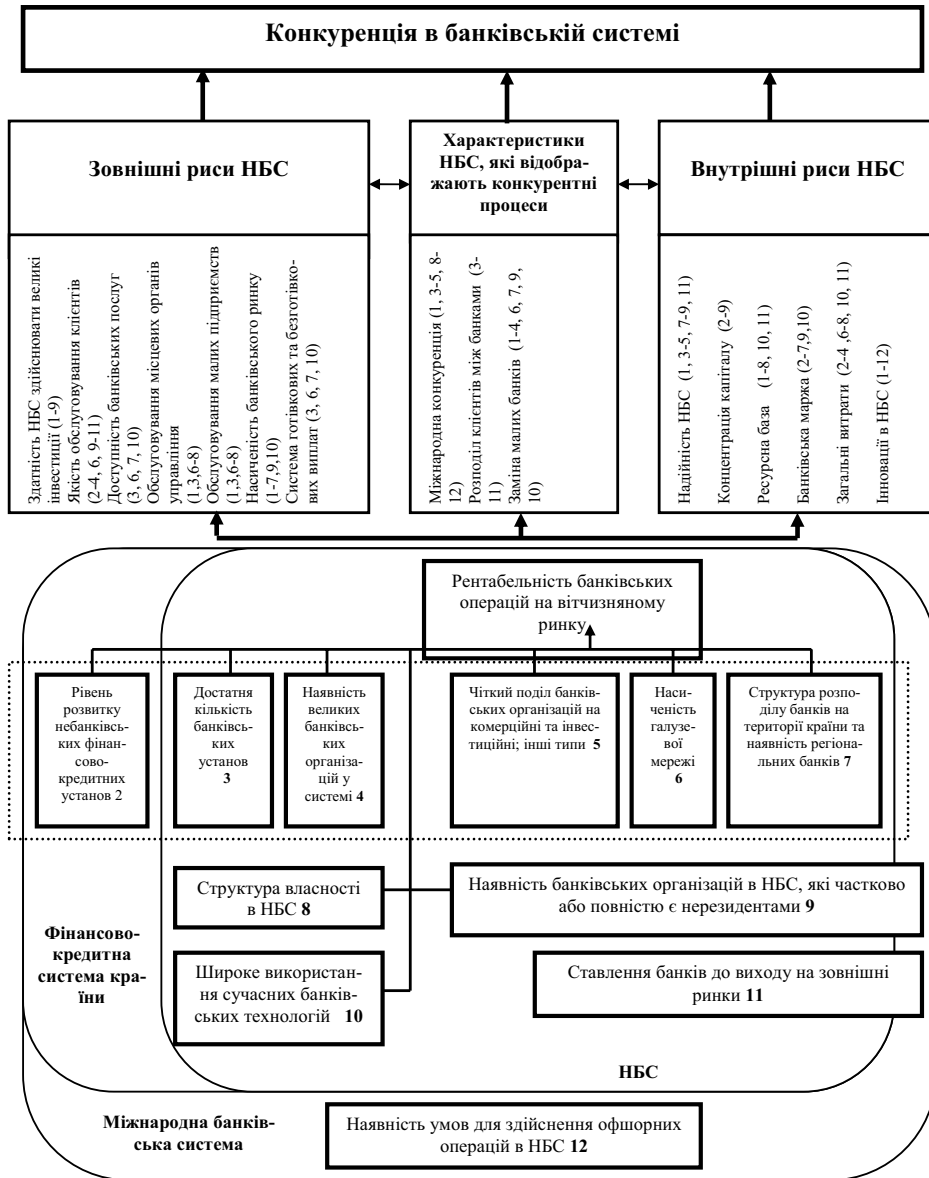 Конкуренція в банківській системі
Зовнішні риси НБС
Характеристики
НБС, які відобра-
жають конкурентні
процеси
Внутрішні риси НБС
Здатність НБС здійснювати великі
інвестиції (1-9)
Якість обслуговування клієнтів
(2-4, 6, 9-11)
Доступність банківських послуг
(3, 6, 7, 10)
Обслуговування місцевих органів
управління
(1,3,6-8)
Обслуговування малих підприємств
(1,3,6-8)
Насиченість банківського ринку
(1-7,9,10)
Система готівкових та безготівко-
вих виплат (3, 6, 7, 10)
Міжнародна конкуренція (1, 3-5, 8-
12)
Розподіл клієнтів між банками (3-
11)
Заміна малих банків (1-4, 6, 7, 9,
10)
Надійність НБС (1, 3-5, 7-9, 11)
Концентрація капіталу (2-9)
Ресурсна база (1-8, 10, 11)
Банківська маржа (2-7,9,10)
Загальні витрати (2-4 ,6-8, 10, 11)
Інновації в НБС (1-12)
Рентабельність банківських
операцій на вітчизняному
ринку
Рівень
розвитку
небанків-
ських фінан-
сово-
кредитних
установ 2
Достатня
кількість
банківсь-
ких
установ
3
Наявність
великих
банківсь-
ких
організа-
цій у
системі 4
Чіткий поділ банків-
ських організацій на
комерційні та інвес-
тиційні; інші типи 5
Наси-
ченість
галузе-
вої
мережі
6
Структура розпо-
ділу банків на
території країни та
наявність регіона-
льних банків 7
Структура власності
в НБС 8
Наявність банківських організацій в НБС, які частково
або повністю є нерезидентами 9
Фінансово-
кредитна
система кра-
їни
Широке використан-
ня сучасних банків-
ських технологій 10
Ставлення банків до виходу на зовнішні
ринки 11
НБС
Міжнародна банків-
ська система
Наявність умов для здійснення офшорних
операцій в НБС 12